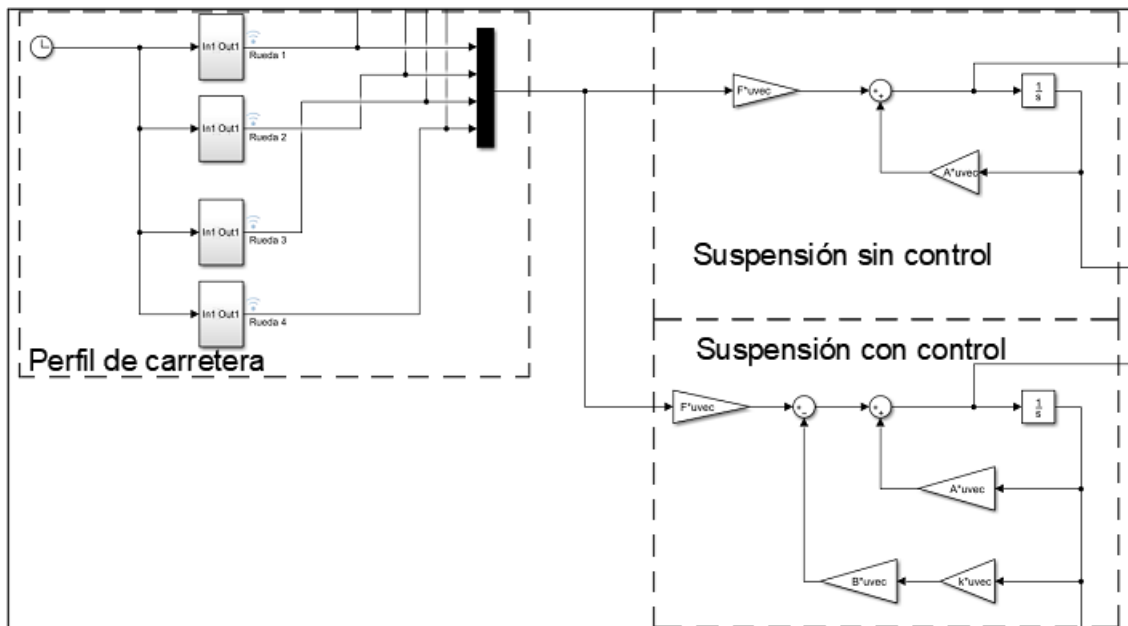 In1 Out1
Rueda 1
In1 Out1
Rueda 2
In1 Out1
Rueda 3
In1 Out1
Rueda 4
Perfil de carretera
F*uvec
+
+
1
s
A*uvec
Suspensión sin control
Suspensión con control
F*uvec
+
−
+
+
1
s
A*uvec
B*uvec
k*uvec